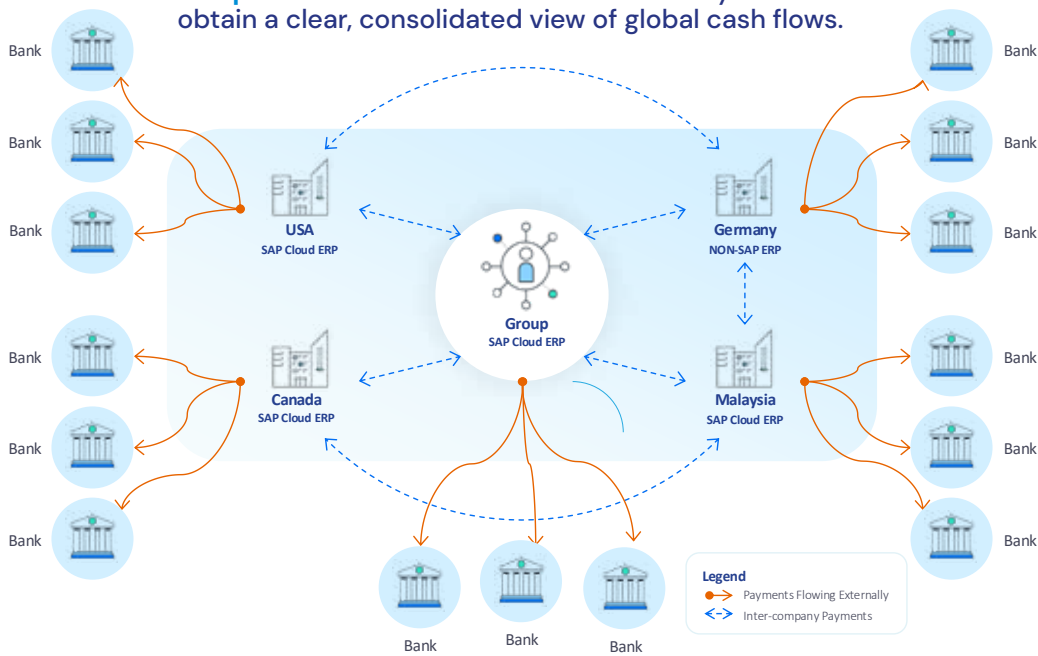 obtain a clear, consolidated view of global cash flows.
Bank
Bank
Bank
Bank
Bank
Bank
USA
SAP Cloud ERP
Germany
NON-SAP ERP
Group
SAP Cloud ERP
Bank
Bank
Canada
SAP Cloud ERP
Malaysia
SAP Cloud ERP
Bank
Bank
Bank
Bank
Legend
Payments Flowing Externally
Inter-company Payments
Bank
Bank
Bank